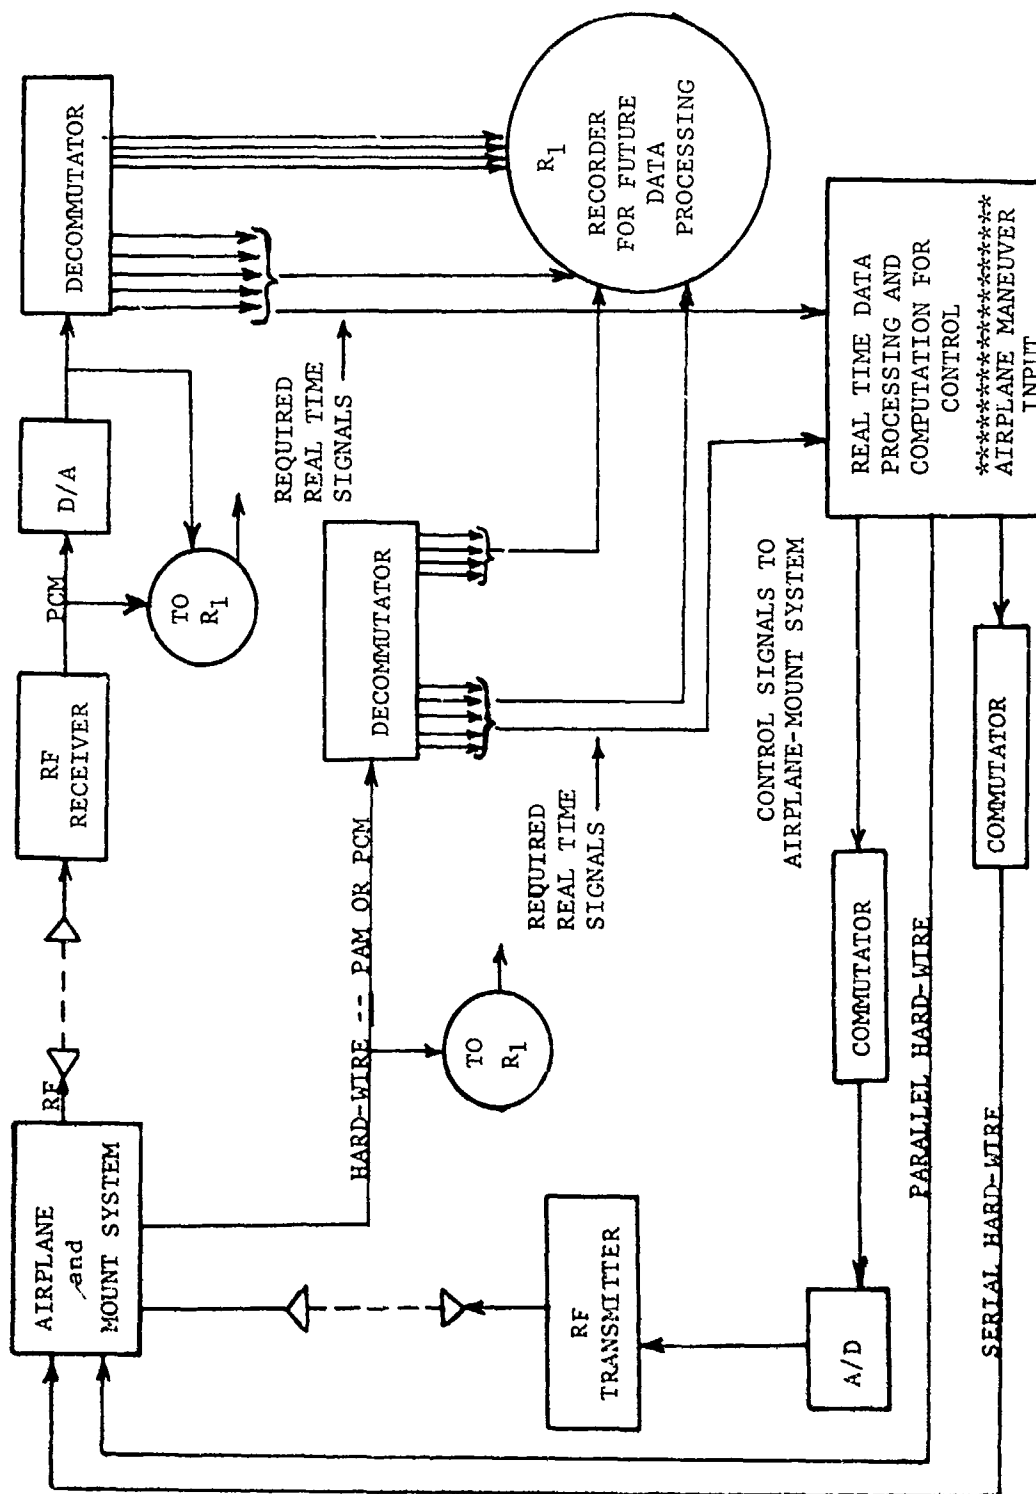 AIRPLANE
and
MOUNT SYSTEM
RF
RF
RECEIVER
PCM
D/A
DECOMMUTATOR
TO
R1
REQUIRED
REAL TIME
SIGNALS
R1
RECORDER
FOR FUTURE
DATA
PROCESSING
HARD-WIRE -- PAM OR PCM
DECOMMUTATOR
TO
R1
REQUIRED
REAL TIME
SIGNALS
RF
TRANSMITTER
A/D
COMMUTATOR
CONTROL SIGNALS TO
AIRPLANE-MOUNT SYSTEM
REAL TIME DATA
PROCESSING AND
COMPUTATION FOR
CONTROL
********************
AIRPLANE MANEUVER
INPUT
PARALLEL HARD-WIRE
SERIAL HARD-WIRE
COMMUTATOR